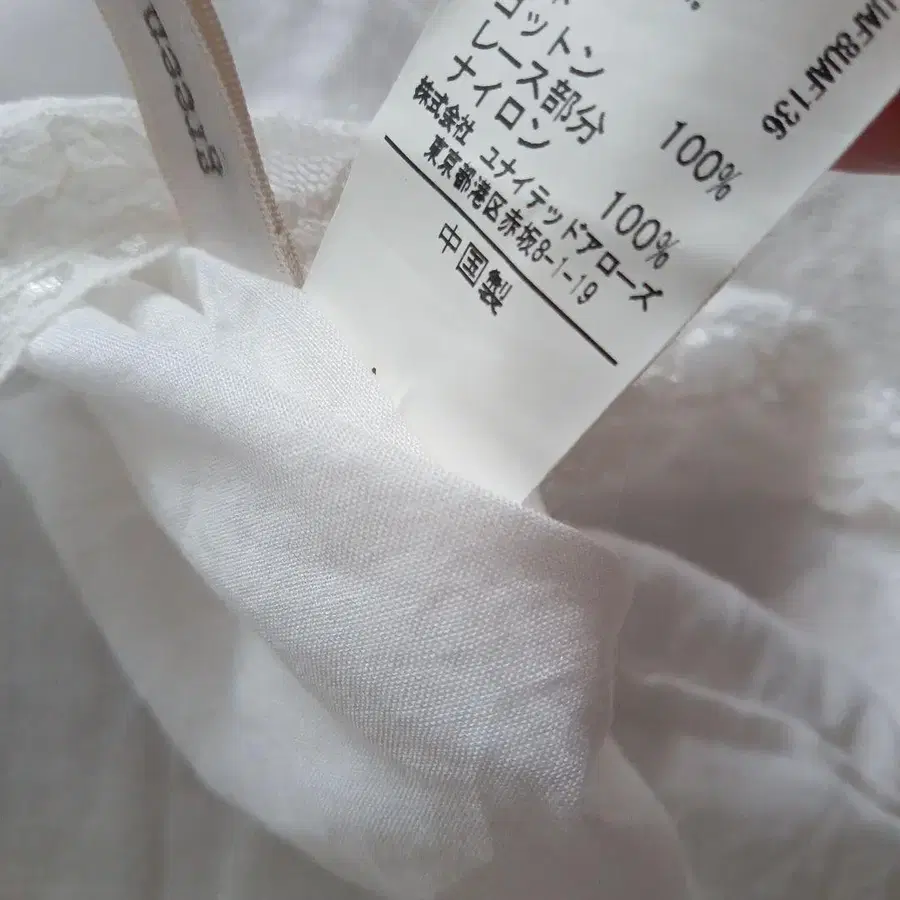 コットン 100%
レース部分
ナイロン 100%
株式会社 ユナイテッドアローズ
東京都港区赤坂8-1-19
中国製